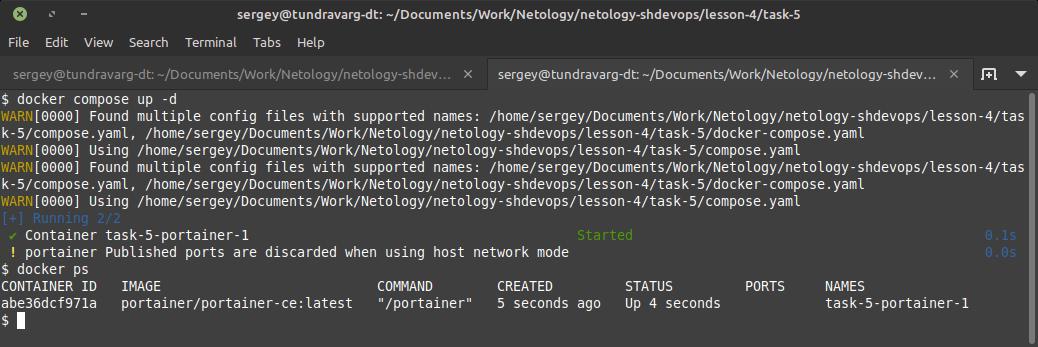 sergey@tundravarg-dt: ~/Documents/Work/Netology/netology-shdevops/lesson-4/task-5
File Edit View Search Terminal Tabs Help
sergey@tundravarg-dt: ~/Documents/Work/Netology/netology-shdev... × sergey@tundravarg-dt: ~/Documents/Work/Netology/netology-shdevops/... ×
$ docker compose up -d
WARN[0000] Found multiple config files with supported names: /home/sergey/Documents/Work/Netology/netology-shdevops/lesson-4/tas
k-5/compose.yaml, /home/sergey/Documents/Work/Netology/netology-shdevops/lesson-4/task-5/docker-compose.yaml
WARN[0000] Using /home/sergey/Documents/Work/Netology/netology-shdevops/lesson-4/task-5/compose.yaml
WARN[0000] Found multiple config files with supported names: /home/sergey/Documents/Work/Netology/netology-shdevops/lesson-4/tas
k-5/compose.yaml, /home/sergey/Documents/Work/Netology/netology-shdevops/lesson-4/task-5/docker-compose.yaml
WARN[0000] Using /home/sergey/Documents/Work/Netology/netology-shdevops/lesson-4/task-5/compose.yaml
[+] Running 2/2
✔ Container task-5-portainer-1 Started 0.1s
! portainer Published ports are discarded when using host network mode 0.0s
$ docker ps
CONTAINER ID IMAGE COMMAND CREATED STATUS PORTS NAMES
abe36dcf971a portainer/portainer-ce:latest "/portainer" 5 seconds ago Up 4 seconds task-5-portainer-1
$